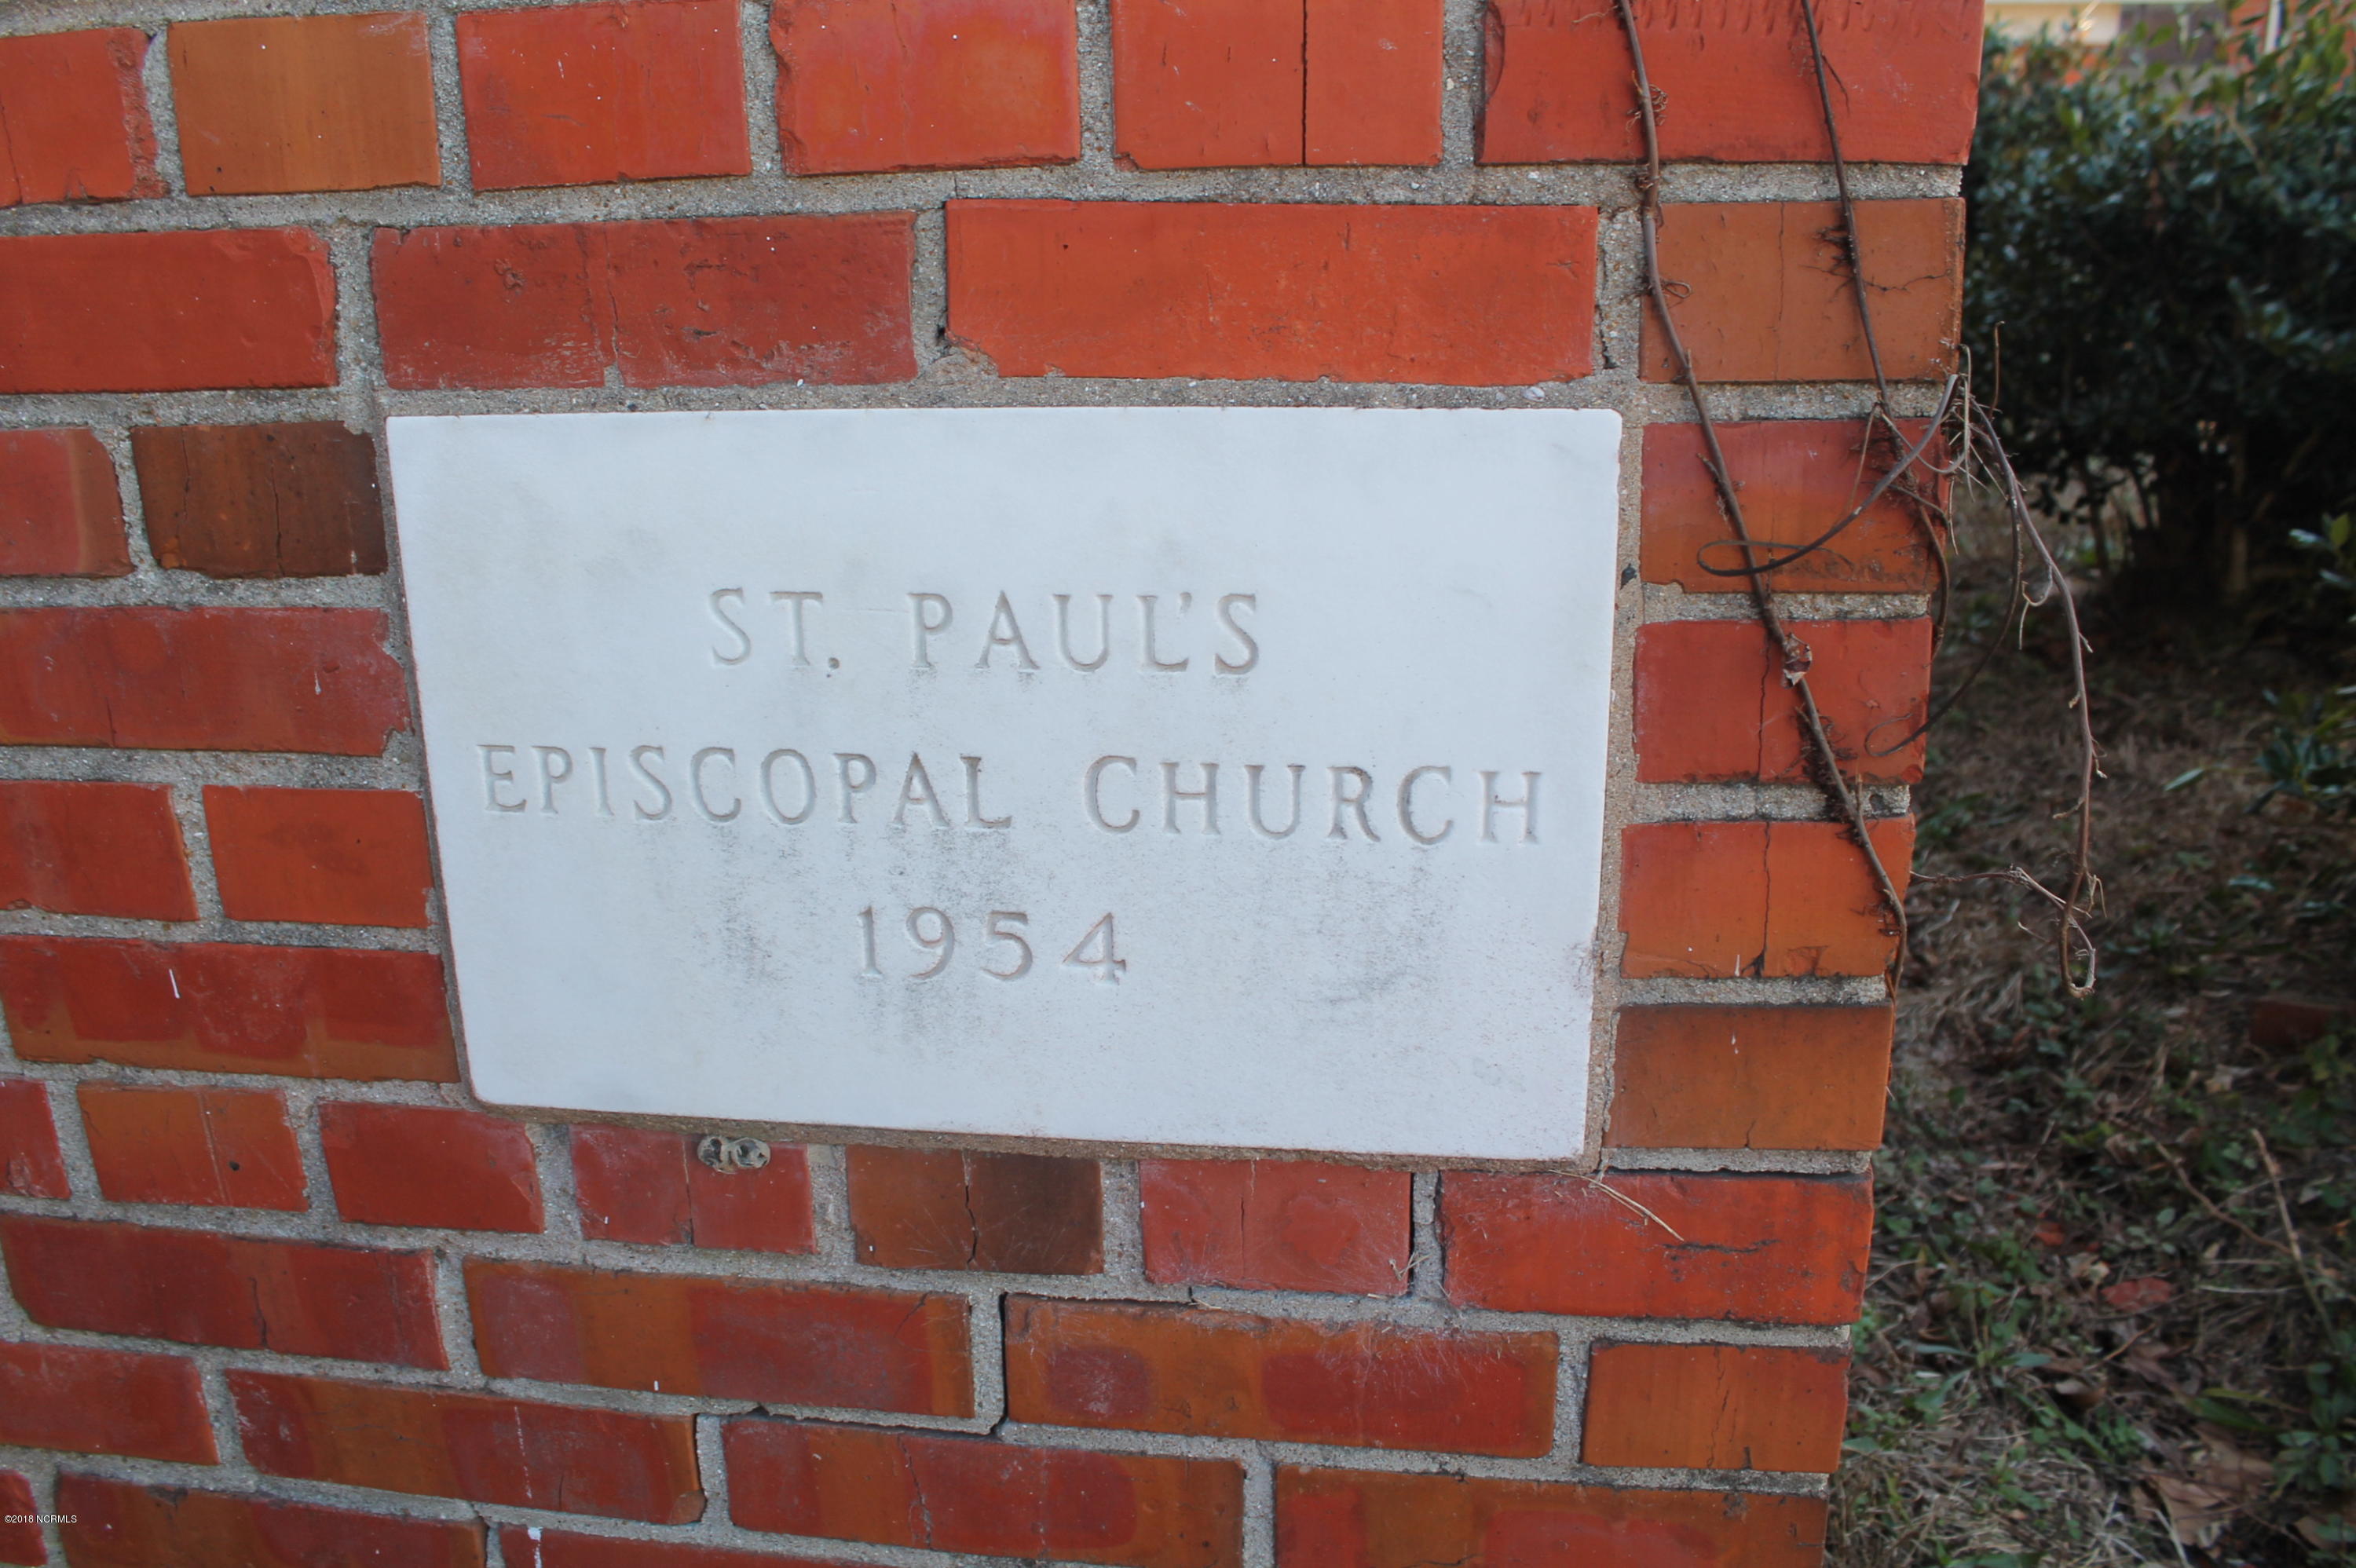 ST. PAUL'S
EPISCOPAL CHURCH
1954
©2018 NCRMLS